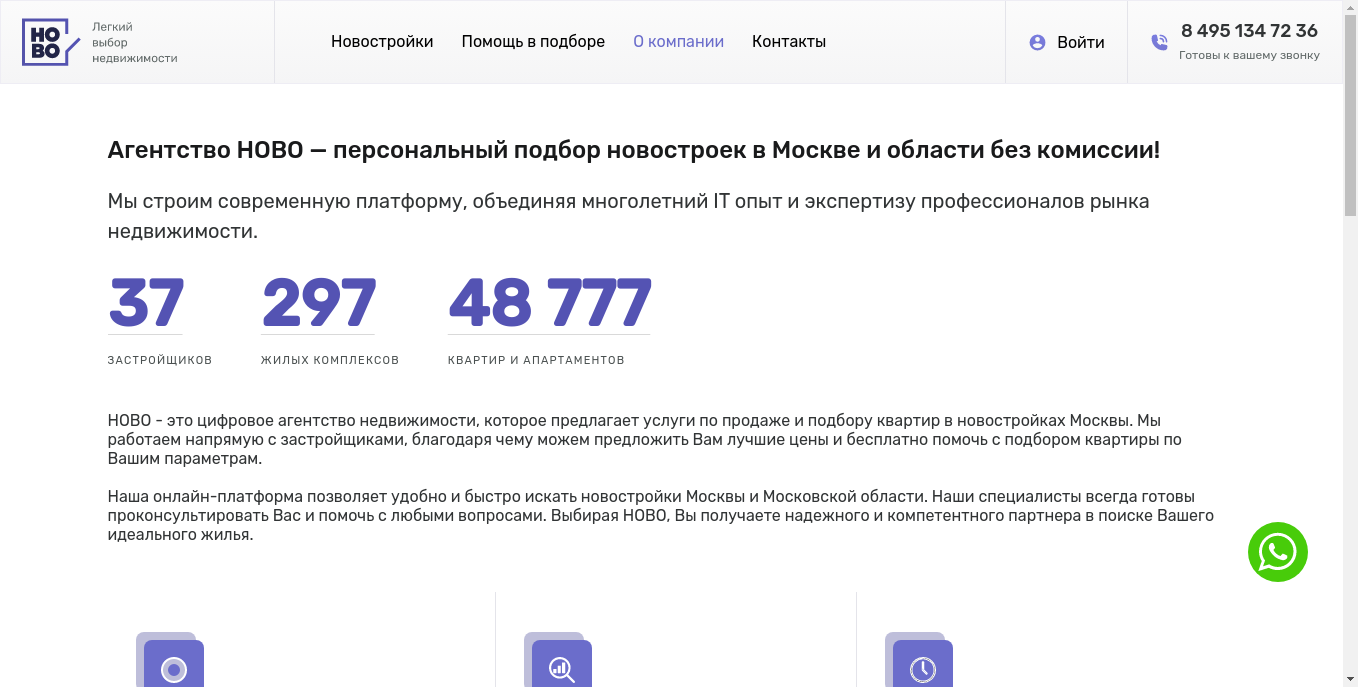 НО
ВО
Легкий
выбор
недвижимости
Новостройки
Помощь в подборе
О компании
Контакты
Войти
8 495 134 72 36
Готовы к вашему звонку
Агентство НОВО — персональный подбор новостроек в Москве и области без комиссии!
Мы строим современную платформу, объединяя многолетний IT опыт и экспертизу профессионалов рынка
недвижимости.
37
297
48 777
ЗАСТРОЙЩИКОВ
ЖИЛЫХ КОМПЛЕКСОВ
КВАРТИР И АПАРТАМЕНТОВ
НОВО - это цифровое агентство недвижимости, которое предлагает услуги по продаже и подбору квартир в новостройках Москвы. Мы
работаем напрямую с застройщиками, благодаря чему можем предложить Вам лучшие цены и бесплатно помочь с подбором квартиры по
Вашим параметрам.
Наша онлайн-платформа позволяет удобно и быстро искать новостройки Москвы и Московской области. Наши специалисты всегда готовы
проконсультировать Вас и помочь с любыми вопросами. Выбирая НОВО, Вы получаете надежного и компетентного партнера в поиске Вашего
идеального жилья.